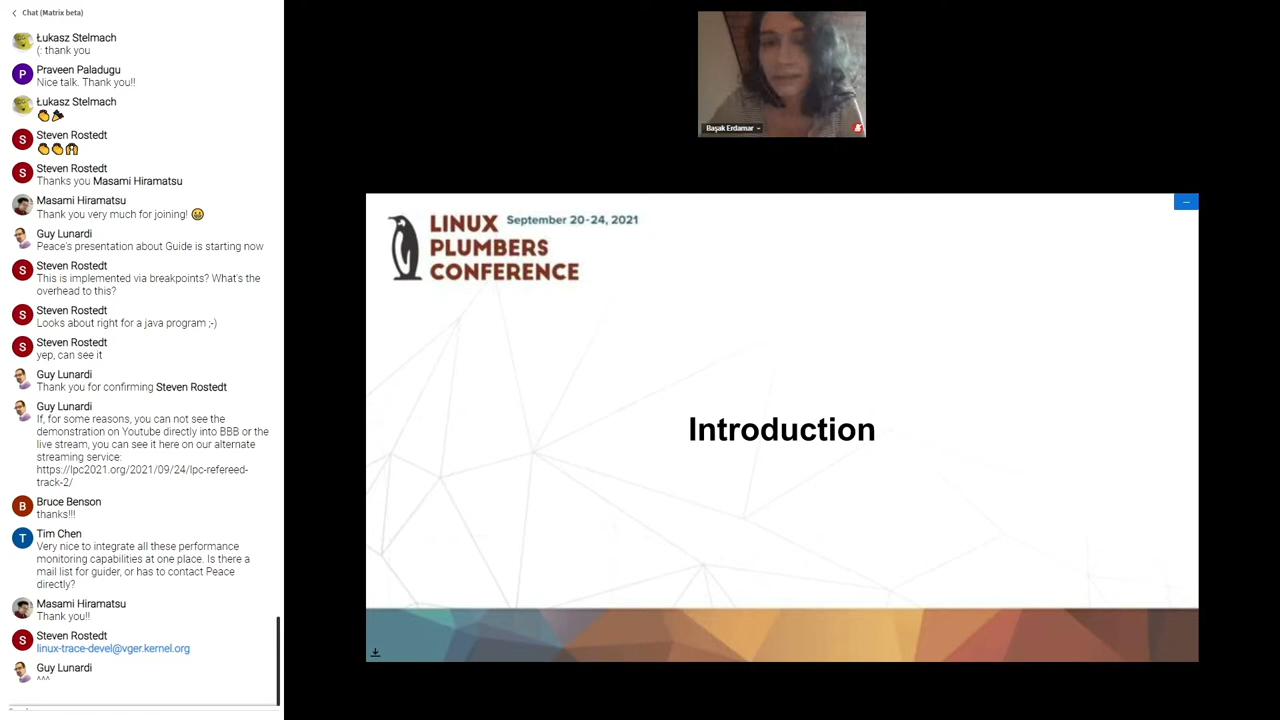 Chat (Matrix beta)
Łukasz Stelmach
(: thank you
P
Praveen Paladugu
Nice talk. Thank you!!
Łukasz Stelmach
S
Steven Rostedt
S
Steven Rostedt
Thanks you Masami Hiramatsu
Masami Hiramatsu
Thank you very much for joining!
Guy Lunardi
Peace's presentation about Guide is starting now
S
Steven Rostedt
This is implemented via breakpoints? What's the
overhead to this?
S
Steven Rostedt
Looks about right for a java program ;-)
S
Steven Rostedt
yep, can see it
Guy Lunardi
Thank you for confirming Steven Rostedt
Guy Lunardi
If, for some reasons, you can not see the
demonstration on Youtube directly into BBB or the
live stream, you can see it here on our alternate
streaming service:
https://lpc2021.org/2021/09/24/lpc-refereed-
track-2/
B
Bruce Benson
thanks!!!
T
Tim Chen
Very nice to integrate all these performance
monitoring capabilities at one place. Is there a
mail list for guider, or has to contact Peace
directly?
Masami Hiramatsu
Thank you!!
S
Steven Rostedt
linux-trace-devel@vger.kernel.org
Guy Lunardi
^^^
Başak Erdamar
LINUX
September 20-24, 2021
PLUMBERS
CONFERENCE
Introduction